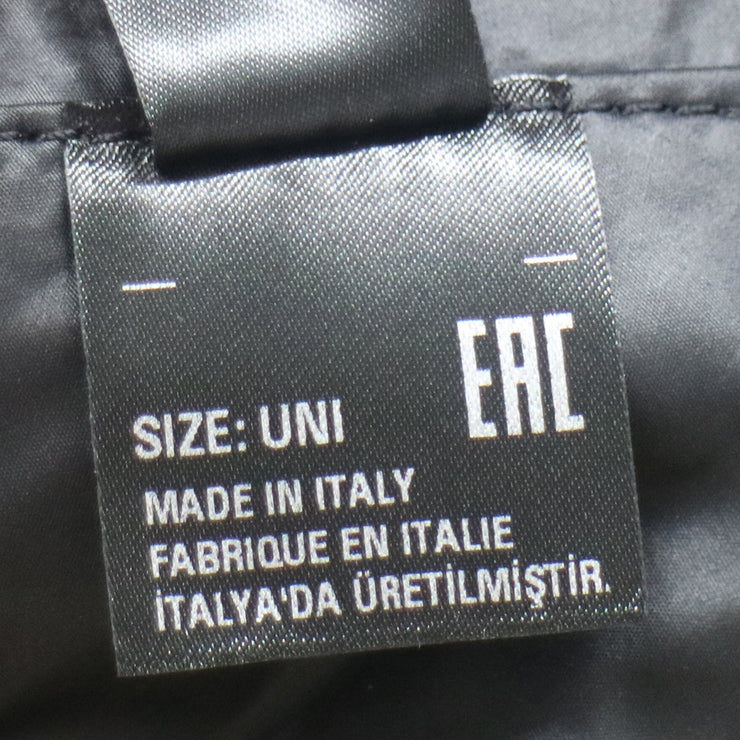 EAC
SIZE: UNI
MADE IN ITALY
FABRIQUE EN ITALIE
İTALYA'DA ÜRETİLMİŞTİR.